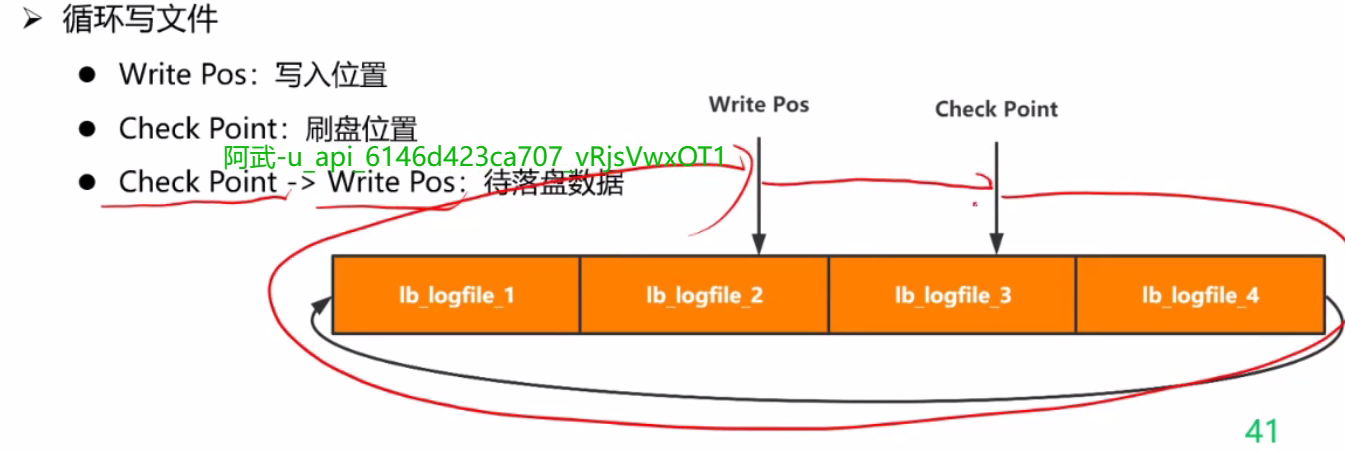 ➢ 循环写文件
● Write Pos：写入位置
● Check Point：刷盘位置
阿武-u_api_6146d423ca707_vRjsVwxOT1
● Check Point -> Write Pos：待落盘数据
Write Pos
Check Point
lb_logfile_1 lb_logfile_2 lb_logfile_3 lb_logfile_4
41